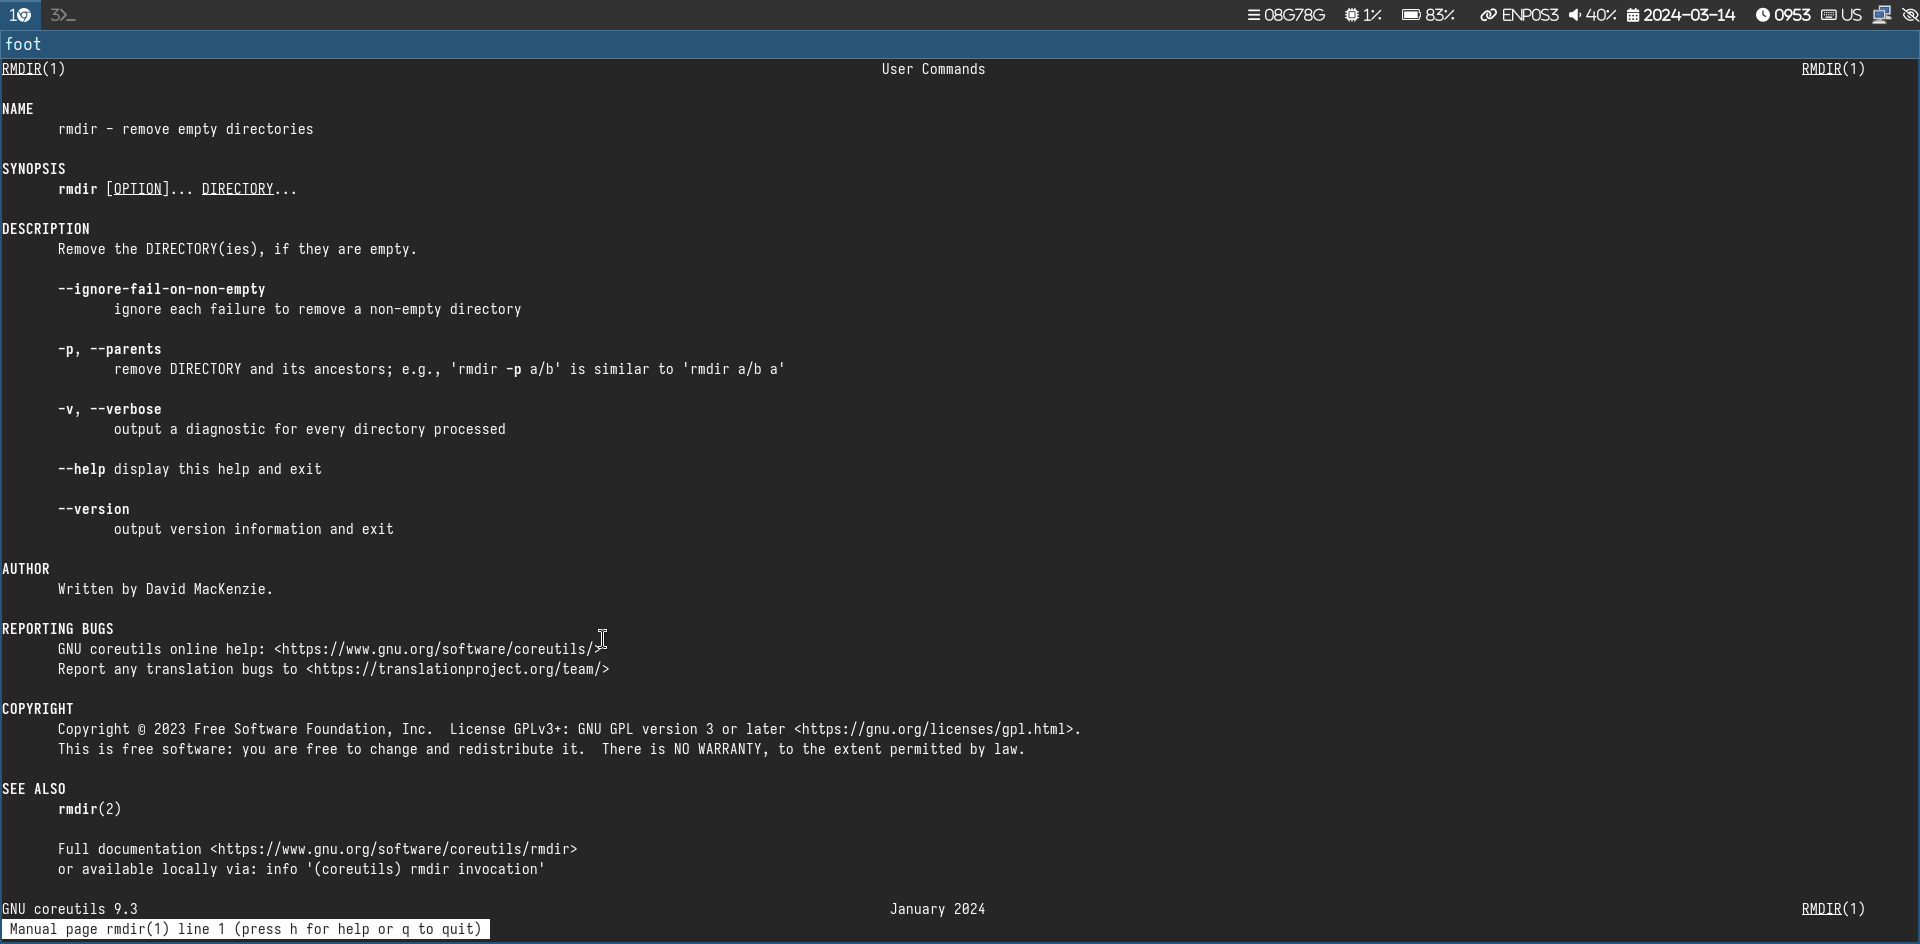 1 3 08G78G 1% 83% ENP0S3 40% 2024-03-14 0953 US
foot
RMDIR(1) User Commands RMDIR(1)
NAME
rmdir - remove empty directories
SYNOPSIS
rmdir [OPTION]... DIRECTORY...
DESCRIPTION
Remove the DIRECTORY(ies), if they are empty.
--ignore-fail-on-non-empty
ignore each failure to remove a non-empty directory
-p, --parents
remove DIRECTORY and its ancestors; e.g., 'rmdir -p a/b' is similar to 'rmdir a/b a'
-v, --verbose
output a diagnostic for every directory processed
--help display this help and exit
--version
output version information and exit
AUTHOR
Written by David MacKenzie.
REPORTING BUGS
GNU coreutils online help: <https://www.gnu.org/software/coreutils/>
Report any translation bugs to <https://translationproject.org/team/>
COPYRIGHT
Copyright © 2023 Free Software Foundation, Inc.  License GPLv3+: GNU GPL version 3 or later <https://gnu.org/licenses/gpl.html>.
This is free software: you are free to change and redistribute it.  There is NO WARRANTY, to the extent permitted by law.
SEE ALSO
rmdir(2)
Full documentation <https://www.gnu.org/software/coreutils/rmdir>
or available locally via: info '(coreutils) rmdir invocation'
GNU coreutils 9.3 January 2024 RMDIR(1)
Manual page rmdir(1) line 1 (press h for help or q to quit)